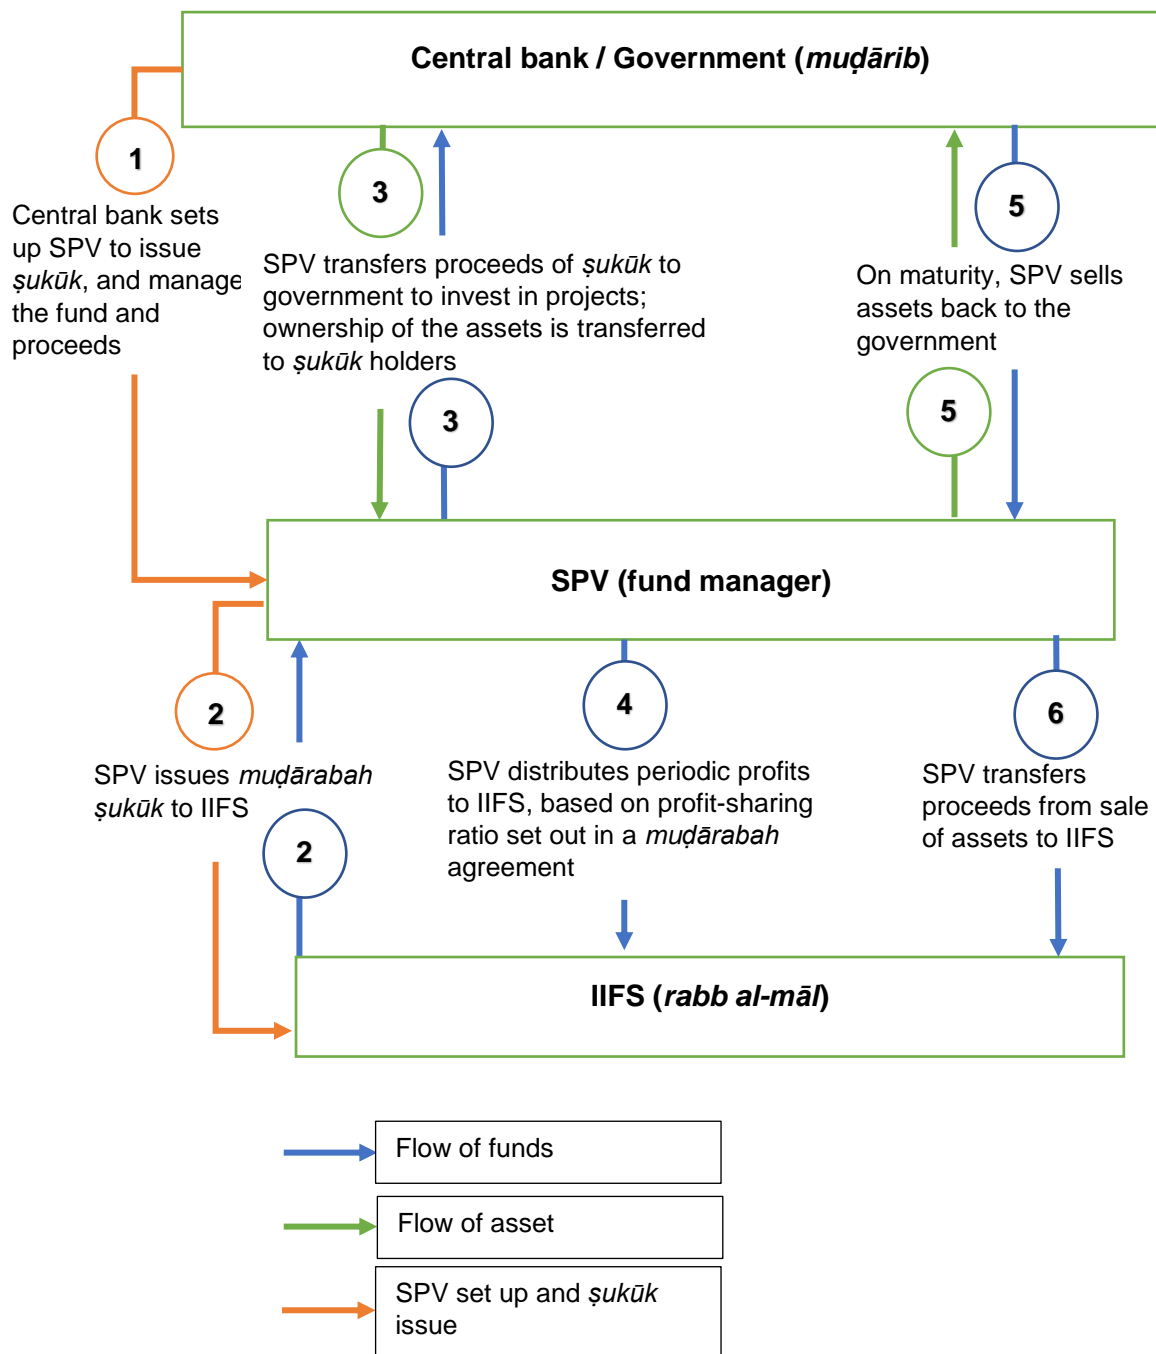 Central bank / Government (muḍārib)
1
Central bank sets
up SPV to issue
ṣukūk, and manage
the fund and
proceeds
3
SPV transfers proceeds of ṣukūk to
government to invest in projects;
ownership of the assets is transferred
to ṣukūk holders
3
5
On maturity, SPV sells
assets back to the
government
5
SPV (fund manager)
2
SPV issues muḍārabah
ṣukūk to IIFS
2
4
SPV distributes periodic profits
to IIFS, based on profit-sharing
ratio set out in a muḍārabah
agreement
6
SPV transfers
proceeds from sale
of assets to IIFS
IIFS (rabb al-māl)
Flow of funds
Flow of asset
SPV set up and ṣukūk
issue